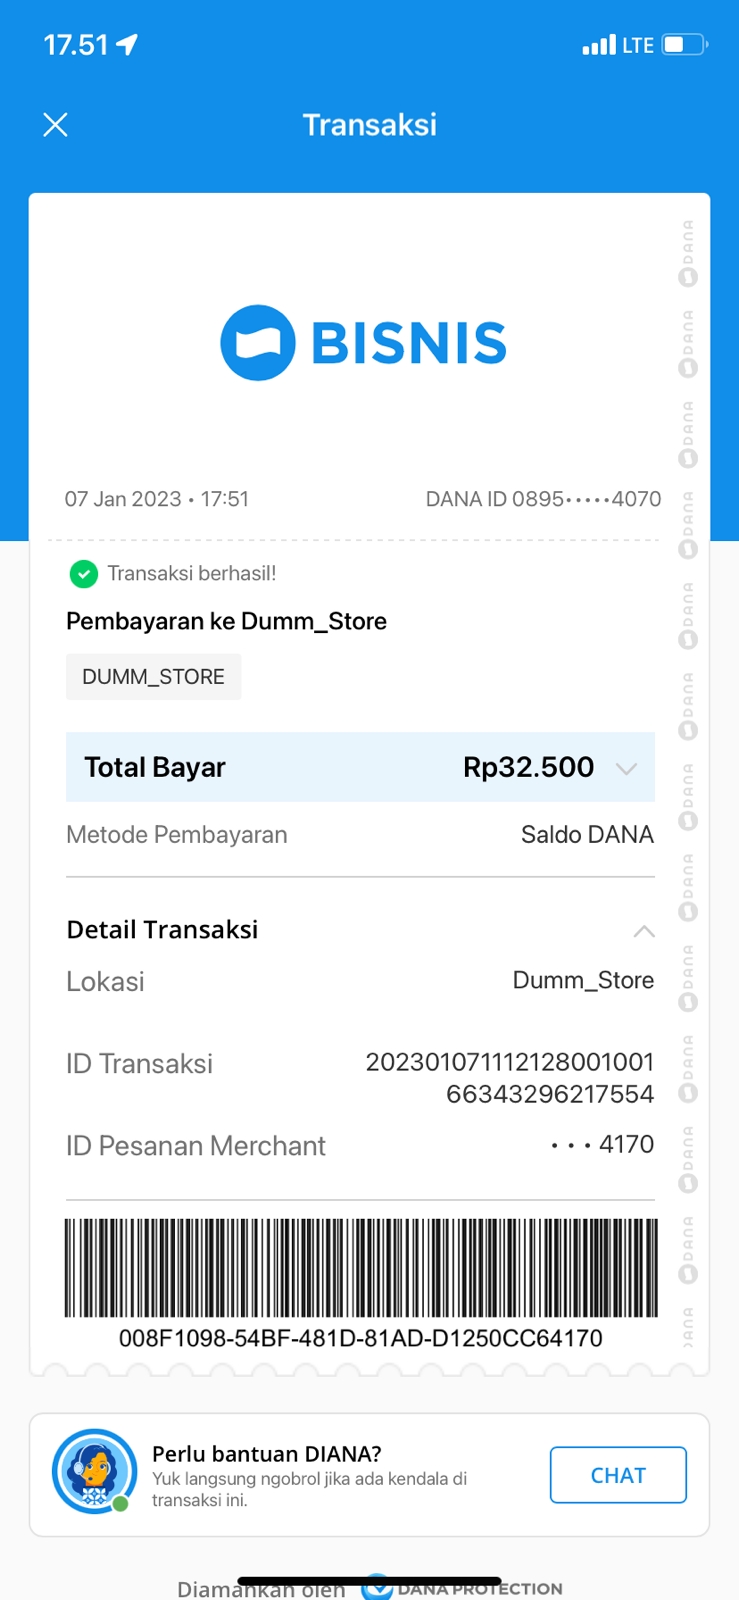 17.51 LTE
Transaksi
BISNIS
07 Jan 2023 • 17:51 DANA ID 0895•••••4070
Transaksi berhasil!
Pembayaran ke Dumm_Store
DUMM_STORE
Total Bayar Rp32.500
Metode Pembayaran Saldo DANA
Detail Transaksi
Lokasi Dumm_Store
ID Transaksi 202301071112128001001
66343296217554
ID Pesanan Merchant • • • 4170
008F1098-54BF-481D-81AD-D1250CC64170
DANA
DANA
DANA
DANA
DANA
DANA
DANA
DANA
DANA
DANA
DANA
DANA
DANA
Perlu bantuan DIANA?
Yuk langsung ngobrol jika ada kendala di
transaksi ini.
CHAT
Diamankan oleh DANA PROTECTION